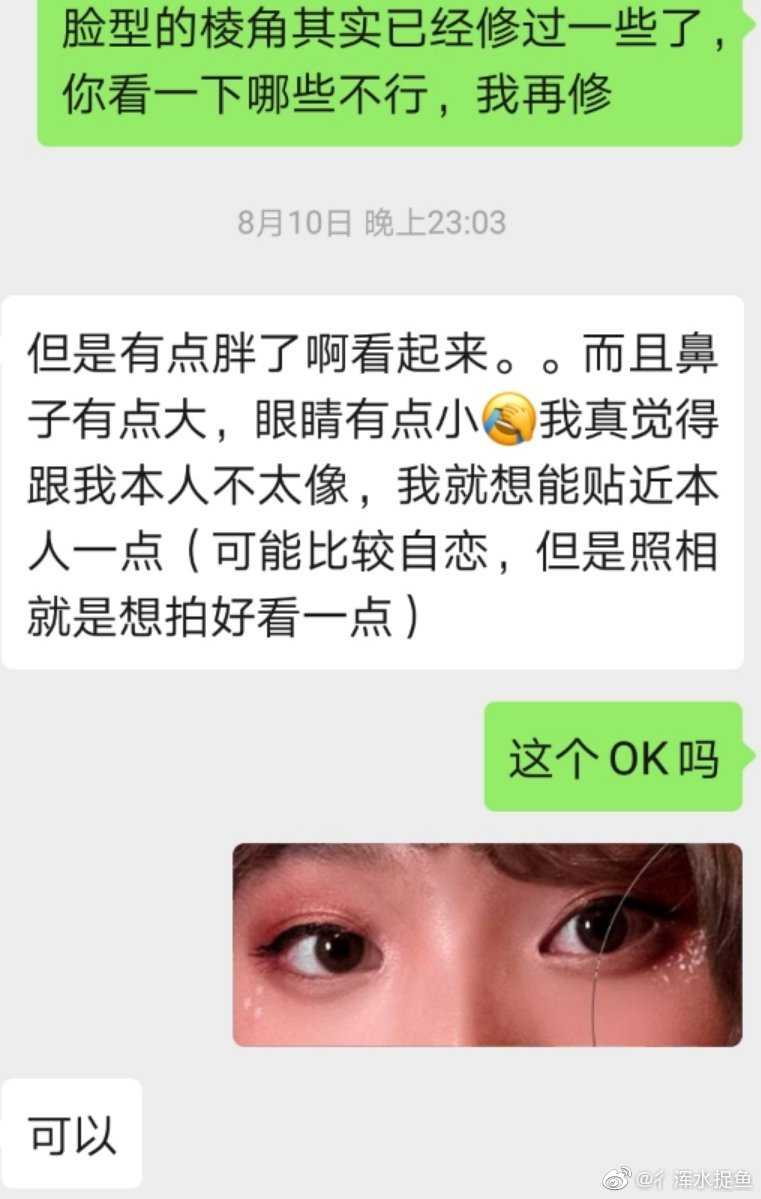 脸型的棱角其实已经修过一些了，
你看一下哪些不行，我再修
8月10日 晚上23:03
但是有点胖了啊看起来。。而且鼻
子有点大，眼睛有点小🤦我真觉得
跟我本人不太像，我就想能贴近本
人一点（可能比较自恋，但是照相
就是想拍好看一点）
这个OK吗
可以
@彳浑水捉鱼